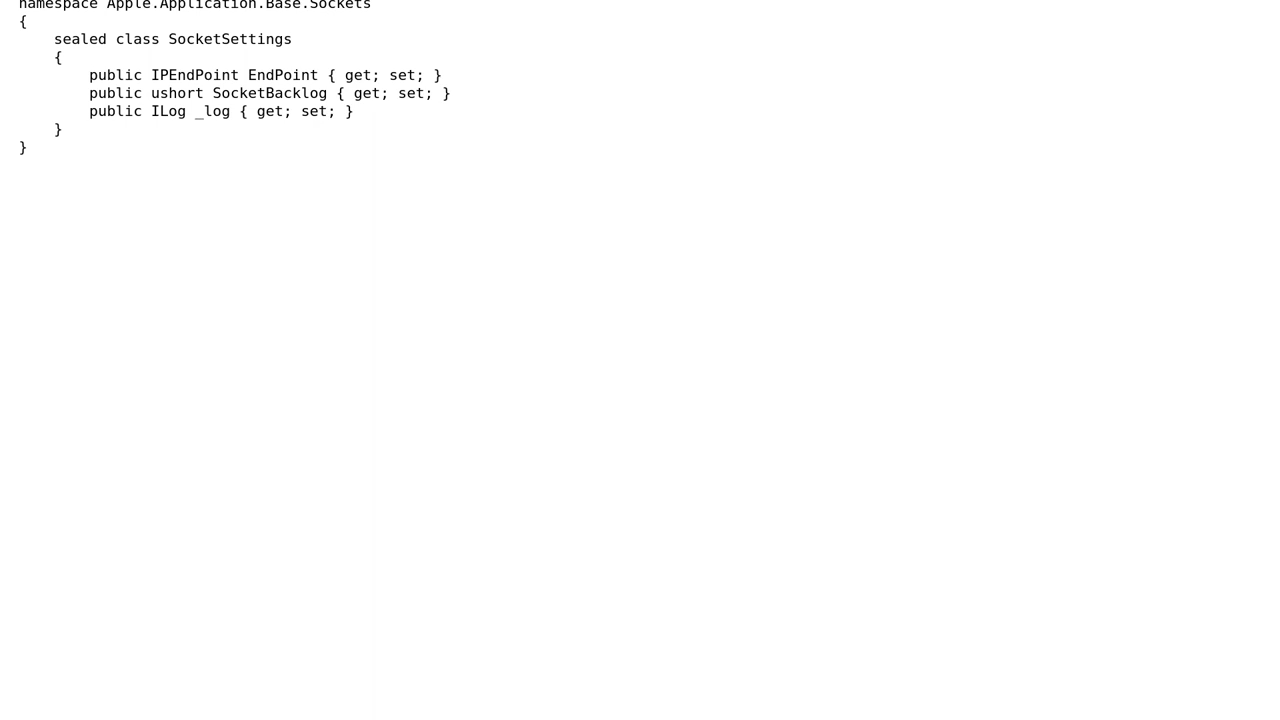 namespace Apple.Application.Base.Sockets
{
    sealed class SocketSettings
    {
        public IPEndPoint EndPoint { get; set; }
        public ushort SocketBacklog { get; set; }
        public ILog _log { get; set; }
    }
}